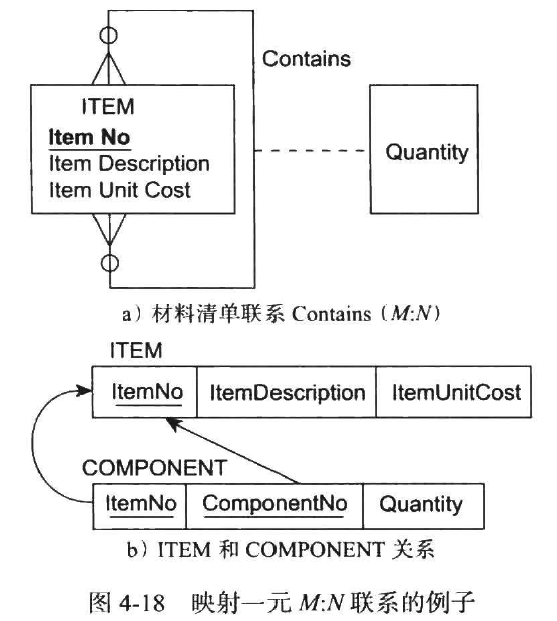 Contains
ITEM
Item No
Item Description
Item Unit Cost
Quantity
a）材料清单联系 Contains（M:N）
ITEM
ItemNo ItemDescription ItemUnitCost
COMPONENT
ItemNo ComponentNo Quantity
b）ITEM 和 COMPONENT 关系
图 4-18 映射一元 M:N 联系的例子